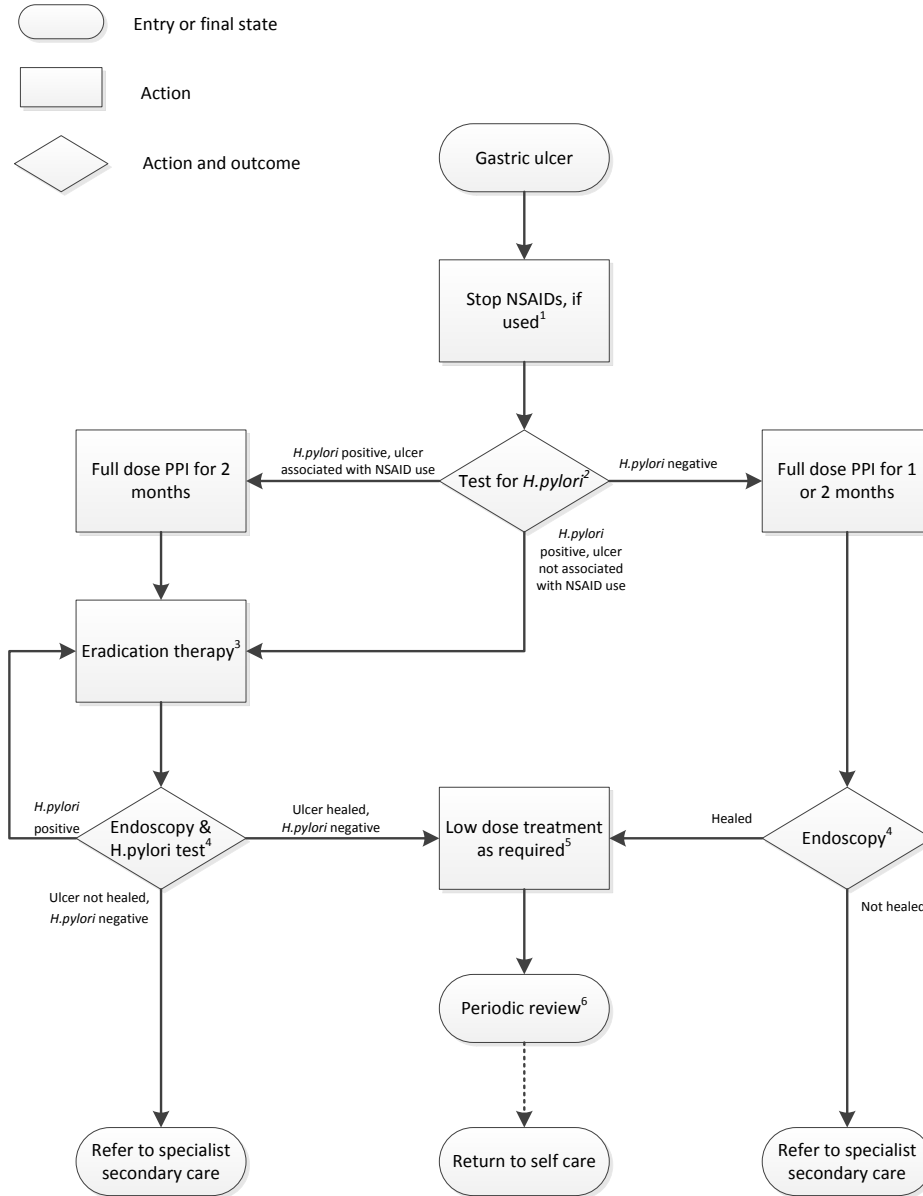 Entry or final state
Action
Action and outcome
Gastric ulcer
Stop NSAIDs, if
used1
H.pylori positive, ulcer
associated with NSAID use
Full dose PPI for 2
months
Test for H.pylori2
H.pylori negative
Full dose PPI for 1
or 2 months
H.pylori
positive, ulcer
not associated
with NSAID use
Eradication therapy3
H.pylori
positive
Endoscopy &
H.pylori test4
Ulcer healed,
H.pylori negative
Low dose treatment
as required5
Healed
Endoscopy4
Ulcer not healed,
H.pylori negative
Not healed
Periodic review6
Refer to specialist
secondary care
Return to self care
Refer to specialist
secondary care